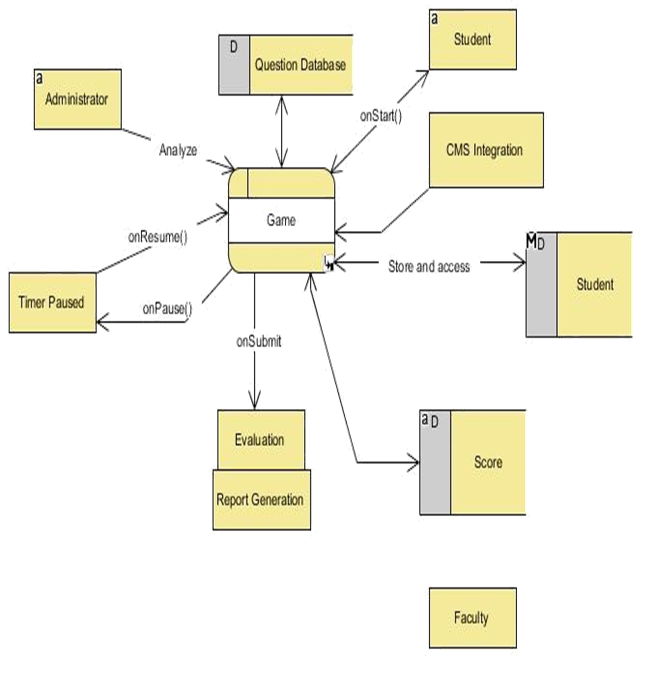 a
Student
D
Question Database
a
Administrator
onStart()
CMS Integration
Analyze
Game
onResume()
M D
Store and access
Student
Timer Paused
onPause()
onSubmit
a D
Evaluation
Score
Report Generation
Faculty